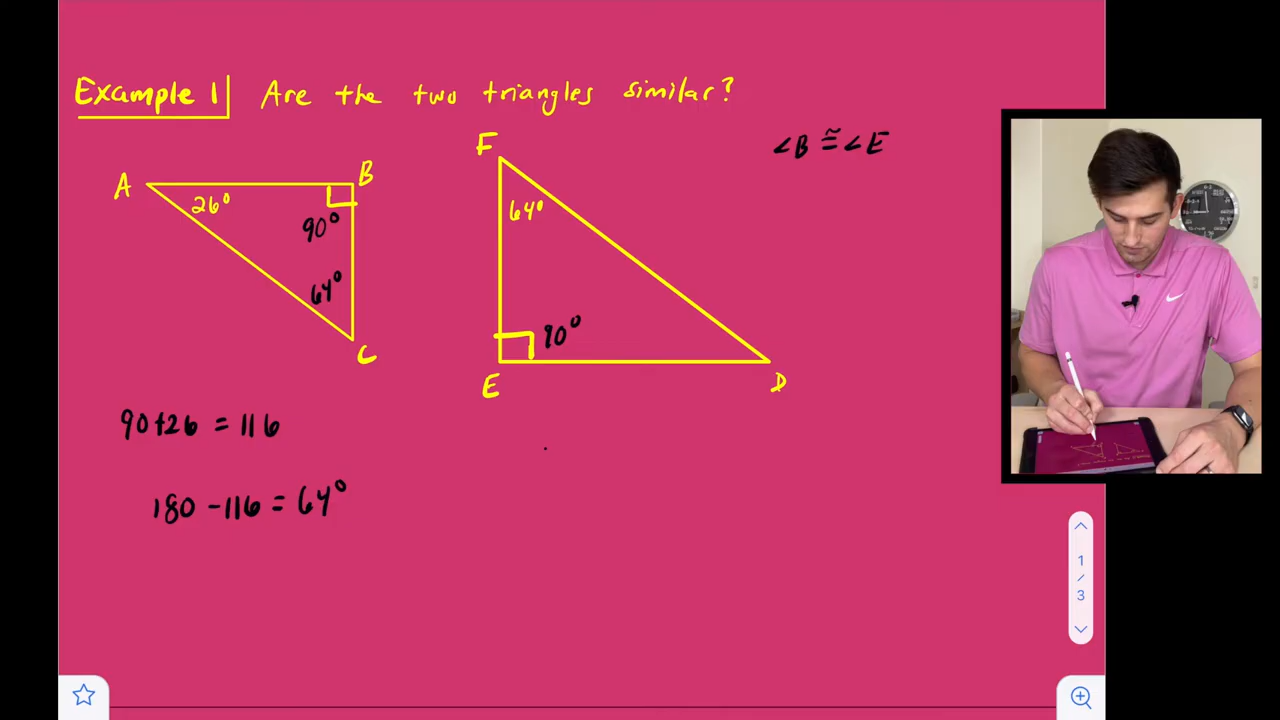 Example 1 Are the two triangles similar?
∠B ≅ ∠E
A
B
26°
90°
64°
C
F
64°
90°
E
D
90+26 = 116
180 - 116 = 64°
1
/
3